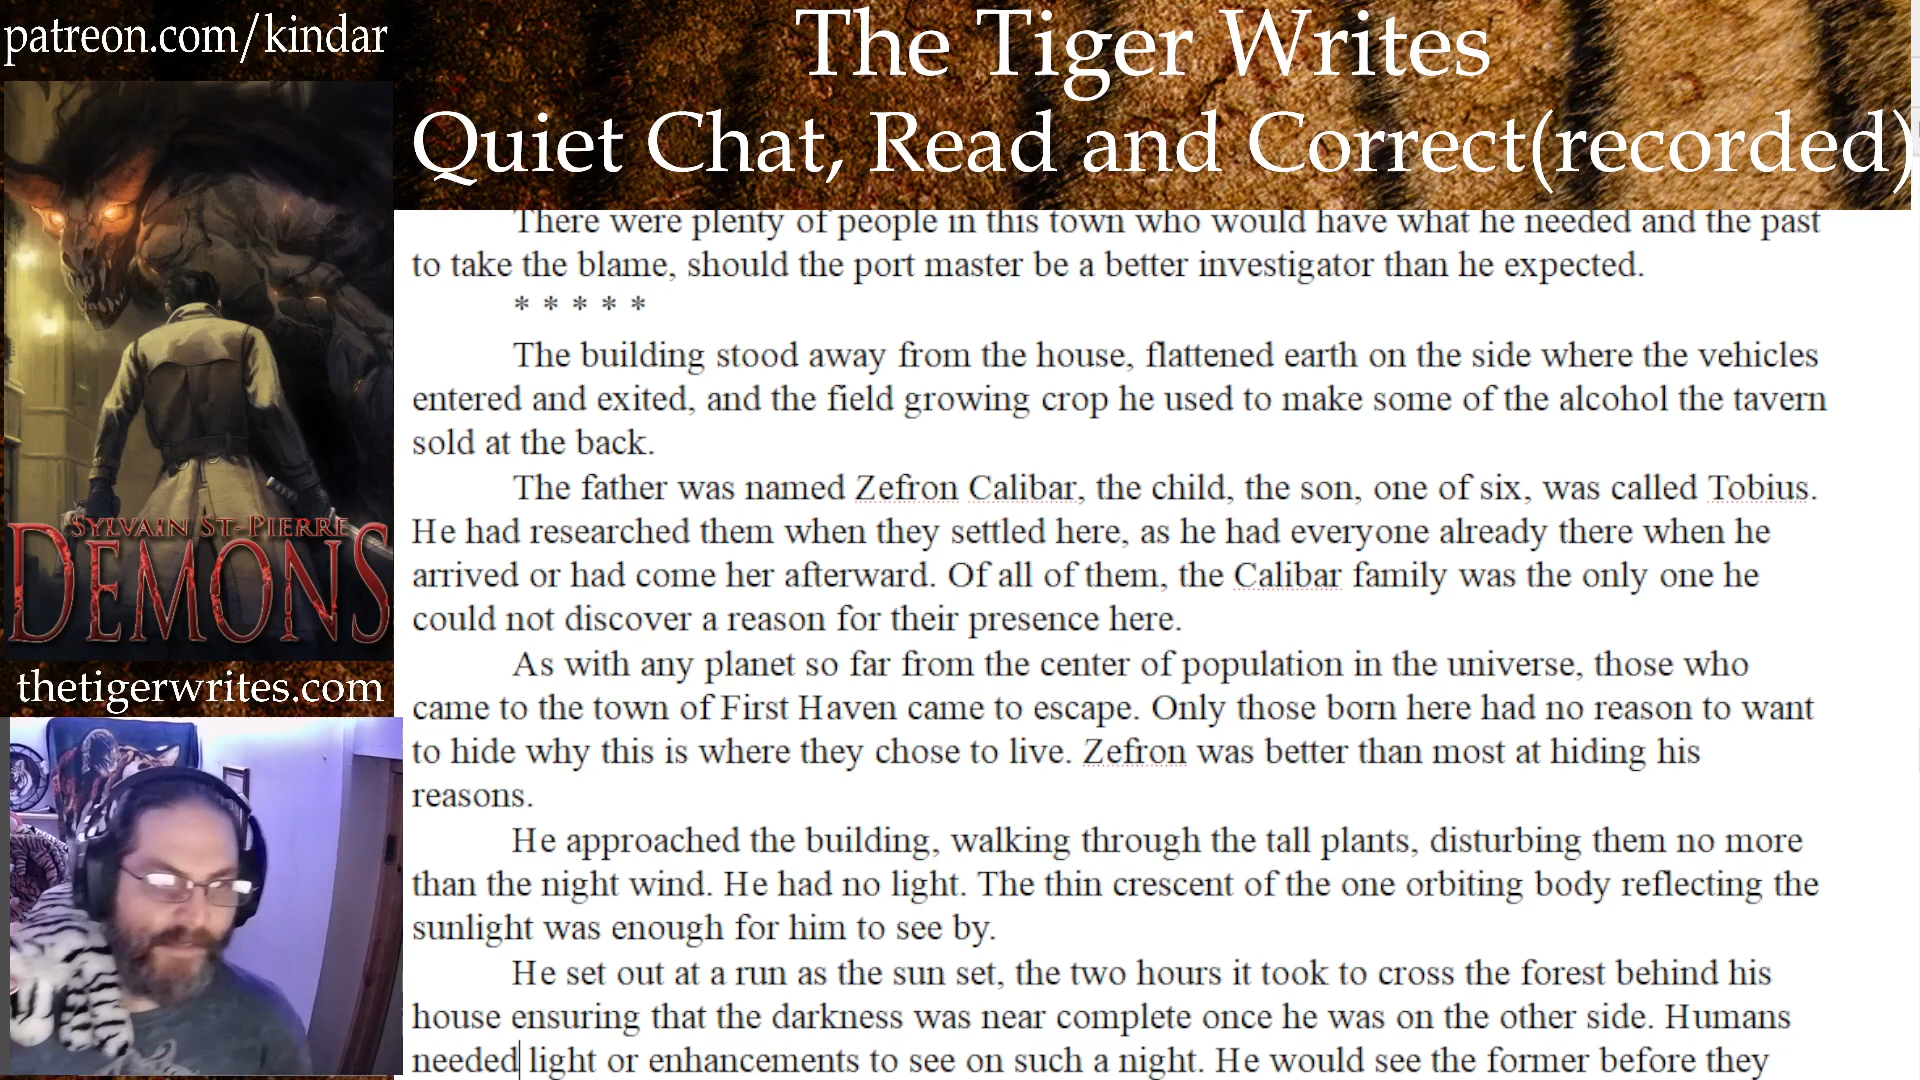 patreon.com/kindar
The Tiger Writes
Quiet Chat, Read and Correct(recorded)
SYLVAIN ST-PIERRE
DEMONS
thetigerwrites.com
There were plenty of people in this town who would have what he needed and the past
to take the blame, should the port master be a better investigator than he expected.
* * * * *
The building stood away from the house, flattened earth on the side where the vehicles
entered and exited, and the field growing crop he used to make some of the alcohol the tavern
sold at the back.
The father was named Zefron Calibar, the child, the son, one of six, was called Tobius.
He had researched them when they settled here, as he had everyone already there when he
arrived or had come her afterward. Of all of them, the Calibar family was the only one he
could not discover a reason for their presence here.
As with any planet so far from the center of population in the universe, those who
came to the town of First Haven came to escape. Only those born here had no reason to want
to hide why this is where they chose to live. Zefron was better than most at hiding his
reasons.
He approached the building, walking through the tall plants, disturbing them no more
than the night wind. He had no light. The thin crescent of the one orbiting body reflecting the
sunlight was enough for him to see by.
He set out at a run as the sun set, the two hours it took to cross the forest behind his
house ensuring that the darkness was near complete once he was on the other side. Humans
needed light or enhancements to see on such a night. He would see the former before they